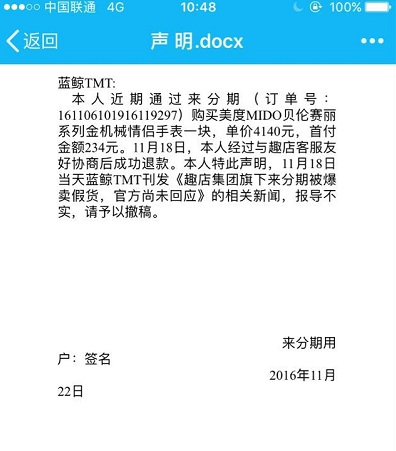 中国联通 4G 10:48 100%
返回 声 明.docx
蓝鲸TMT:
本人近期通过来分期（订单号：
161106101916119297）购买美度MIDO贝伦赛丽
系列金机械情侣手表一块，单价4140元，首付
金额234元。11月18日，本人经过与趣店客服友
好协商后成功退款。本人特此声明，11月18日
当天蓝鲸TMT刊发《趣店集团旗下来分期被爆
卖假货，官方尚未回应》的相关新闻，报导不
实，请予以撤稿。
来分期用
户：签名
2016年11月
22日